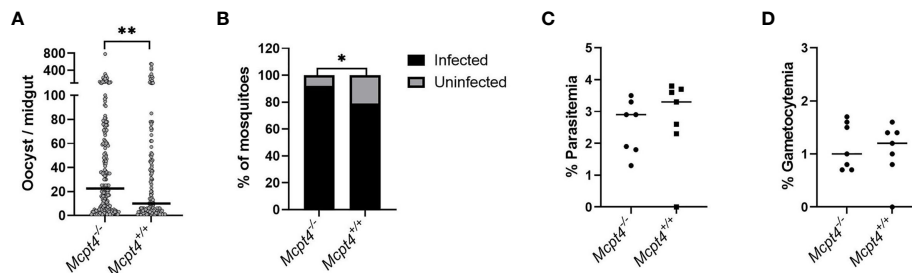 A
B
C
D
**
Oocyst / midgut
800
400
100
80
60
40
20
0
Mcpt4-/-
Mcpt4+/+
*
% of mosquitoes
120
100
80
60
40
20
0
Mcpt4-/-
Mcpt4+/+
Infected
Uninfected
% Parasitemia
5
4
3
2
1
0
Mcpt4-/-
Mcpt4+/+
% Gametocytemia
3
2
1
0
Mcpt4-/-
Mcpt4+/+